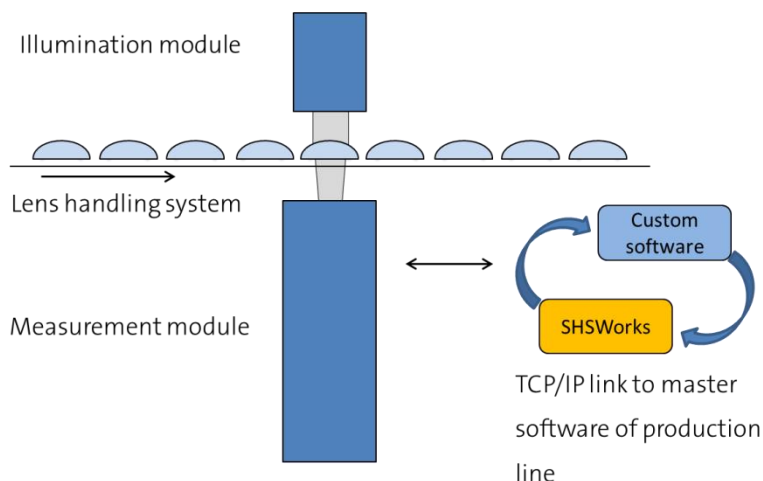 Illumination module
Lens handling system
Measurement module
Custom
software
SHSWorks
TCP/IP link to master
software of production
line